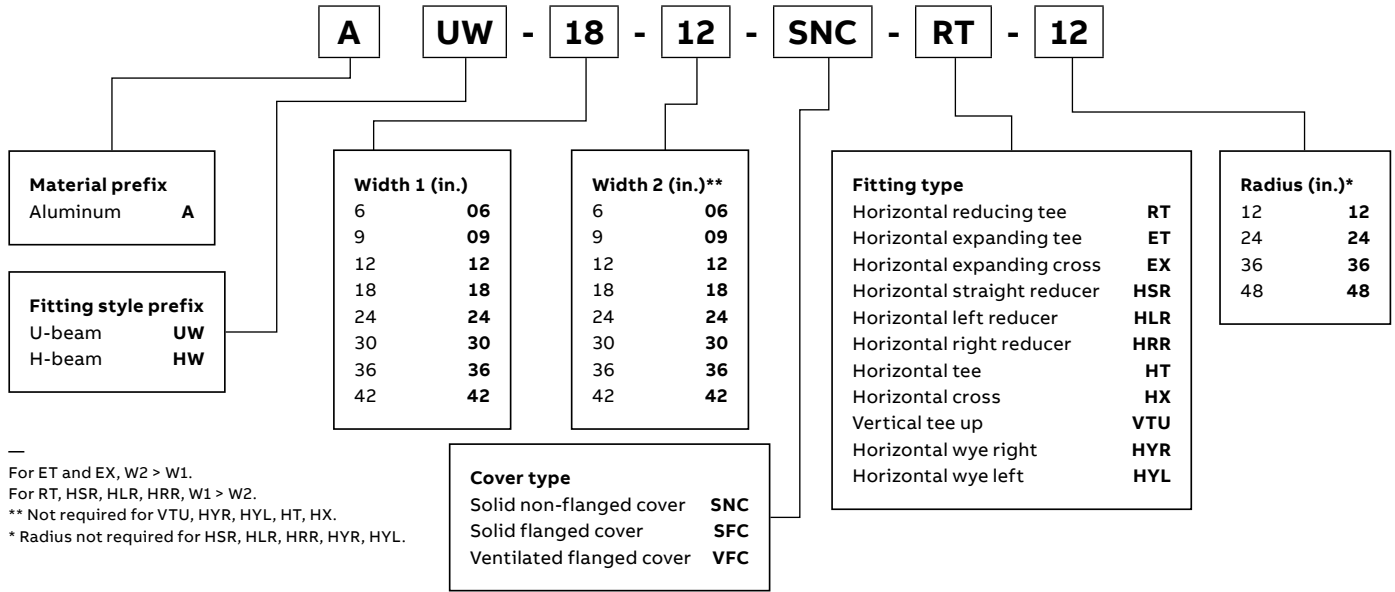 A UW - 18 - 12 - SNC - RT - 12
Material prefix
Aluminum A
Fitting style prefix
U-beam UW
H-beam HW
Width 1 (in.)
6 06
9 09
12 12
18 18
24 24
30 30
36 36
42 42
Width 2 (in.)**
6 06
9 09
12 12
18 18
24 24
30 30
36 36
42 42
Cover type
Solid non-flanged cover SNC
Solid flanged cover SFC
Ventilated flanged cover VFC
Fitting type
Horizontal reducing tee RT
Horizontal expanding tee ET
Horizontal expanding cross EX
Horizontal straight reducer HSR
Horizontal left reducer HLR
Horizontal right reducer HRR
Horizontal tee HT
Horizontal cross HX
Vertical tee up VTU
Horizontal wye right HYR
Horizontal wye left HYL
Radius (in.)*
12 12
24 24
36 36
48 48
—
For ET and EX, W2 > W1.
For RT, HSR, HLR, HRR, W1 > W2.
** Not required for VTU, HYR, HYL, HT, HX.
* Radius not required for HSR, HLR, HRR, HYR, HYL.